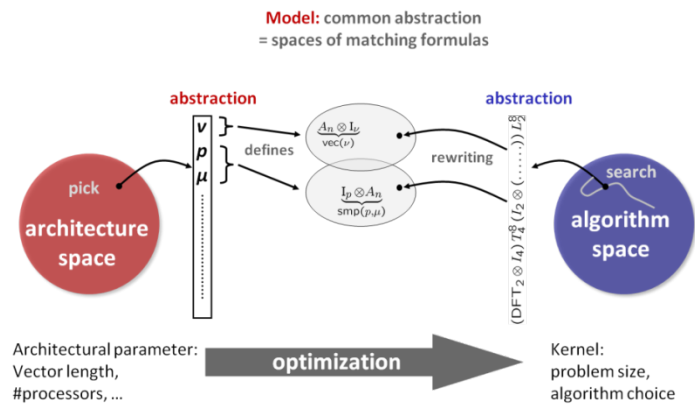 Model: common abstraction
= spaces of matching formulas
abstraction
abstraction
ν
p
μ
defines
A_n ⊗ I_ν
vec(ν)
I_p ⊗ A_n
smp(p,μ)
rewriting
(DFT_2 ⊗ I_4) T^8_4 (I_2 ⊗ (......)) L^8_2
pick
architecture
space
search
algorithm
space
Architectural parameter:
Vector length,
#processors, ...
optimization
Kernel:
problem size,
algorithm choice